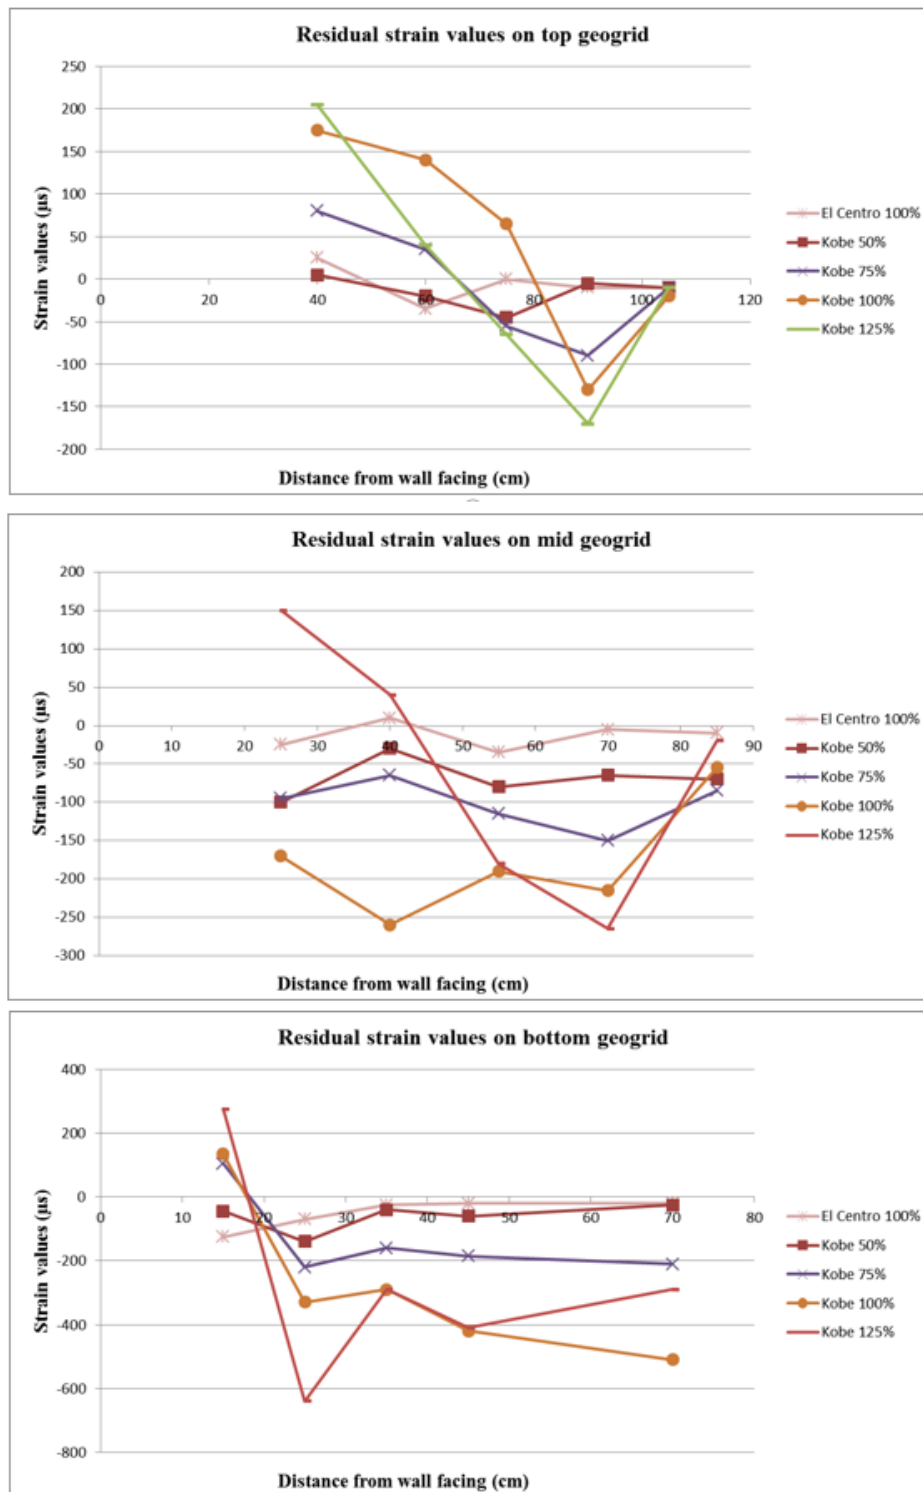 Residual strain values on top geogrid
250
200
150
100
50
0
-50
-100
-150
-200
0 20 40 60 80 100 120
Strain values (µs)
Distance from wall facing (cm)
El Centro 100%
Kobe 50%
Kobe 75%
Kobe 100%
Kobe 125%
Residual strain values on mid geogrid
200
150
100
50
0
-50
-100
-150
-200
-250
-300
0 10 20 30 40 50 60 70 80 90
Strain values (µs)
Distance from wall facing (cm)
El Centro 100%
Kobe 50%
Kobe 75%
Kobe 100%
Kobe 125%
Residual strain values on bottom geogrid
400
200
0
-200
-400
-600
-800
0 10 20 30 40 50 60 70 80
Strain values (µs)
Distance from wall facing (cm)
El Centro 100%
Kobe 50%
Kobe 75%
Kobe 100%
Kobe 125%